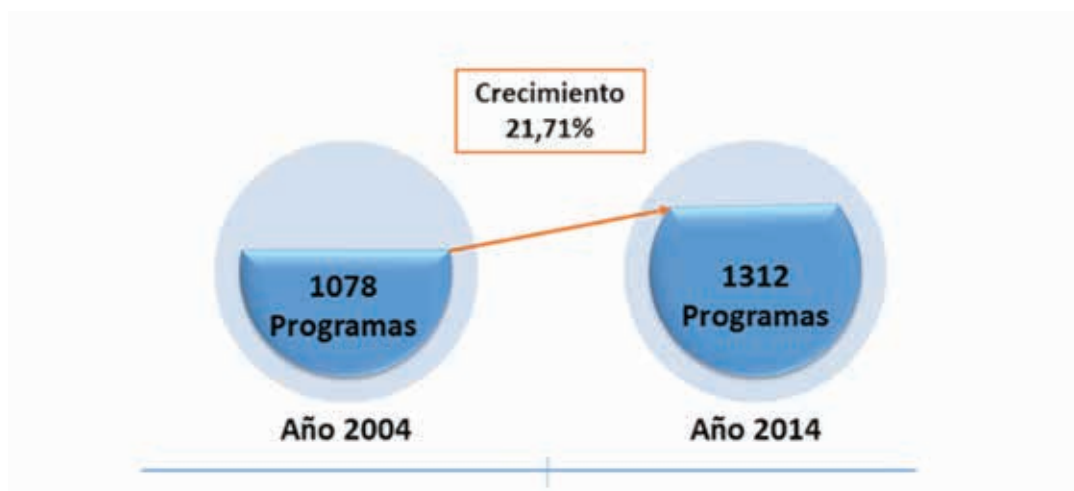 Crecimiento
21,71%
1078
Programas
1312
Programas
Año 2004
Año 2014